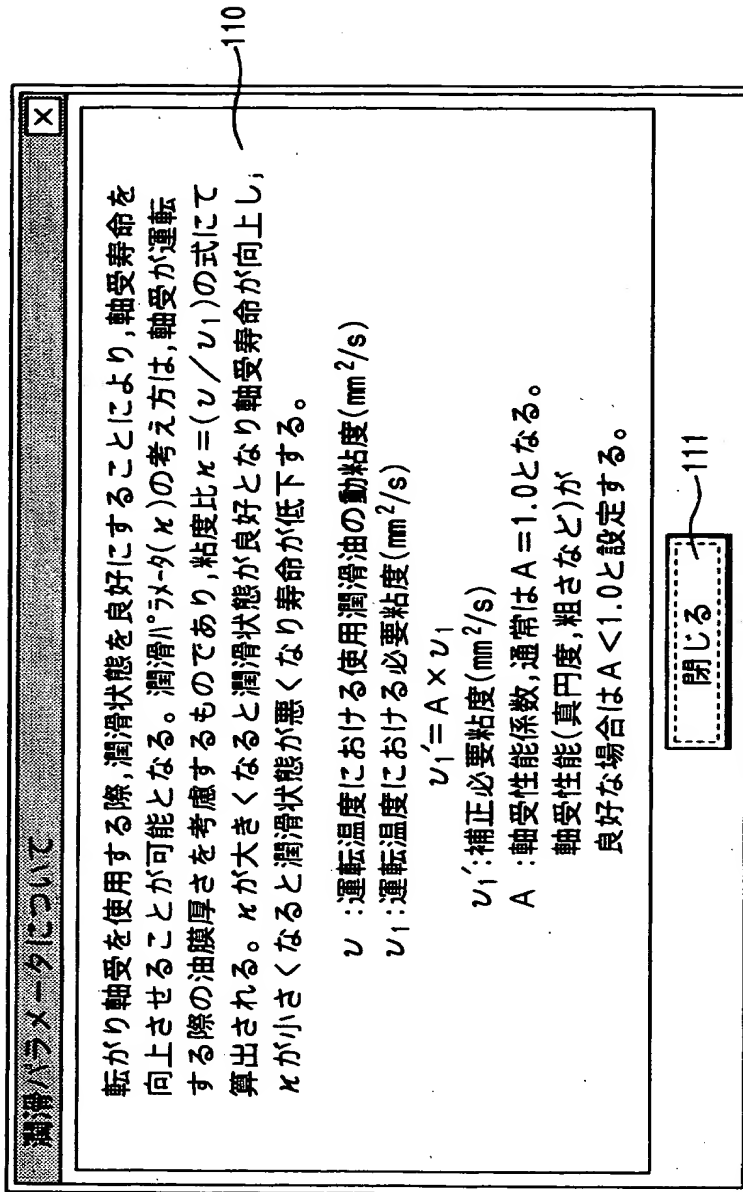 潤滑パラメータについて
×
転がり軸受を使用する際,潤滑状態を良好にすることにより,軸受寿命を
向上させることが可能となる。潤滑パラメータ(κ)の考え方は,軸受が運転
する際の油膜厚さを考慮するものであり,粘度比κ=(ν/ν₁)の式にて
算出される。κが大きくなると潤滑状態が良好となり軸受寿命が向上し,
κが小さくなると潤滑状態が悪くなり寿命が低下する。
ν :運転温度における使用潤滑油の動粘度(mm²/s)
ν₁:運転温度における必要粘度(mm²/s)
ν₁′=A×ν₁
ν₁′:補正必要粘度(mm²/s)
A :軸受性能係数,通常はA=1.0となる。
軸受性能(真円度,粗さなど)が
良好な場合はA<1.0と設定する。
閉じる
110
111